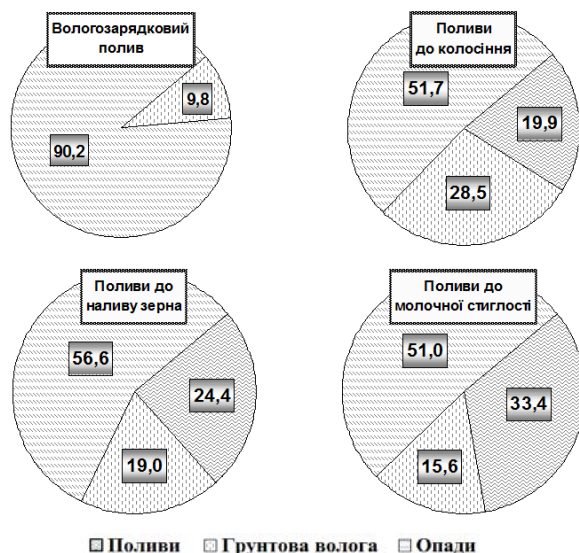 Вологозарядковий
полив
9,8
90,2
Поливи
до колосіння
51,7
19,9
28,5
Поливи до
наливу зерна
56,6
24,4
19,0
Поливи до
молочної стиглості
51,0
33,4
15,6
Поливи Грунтова волога Опади